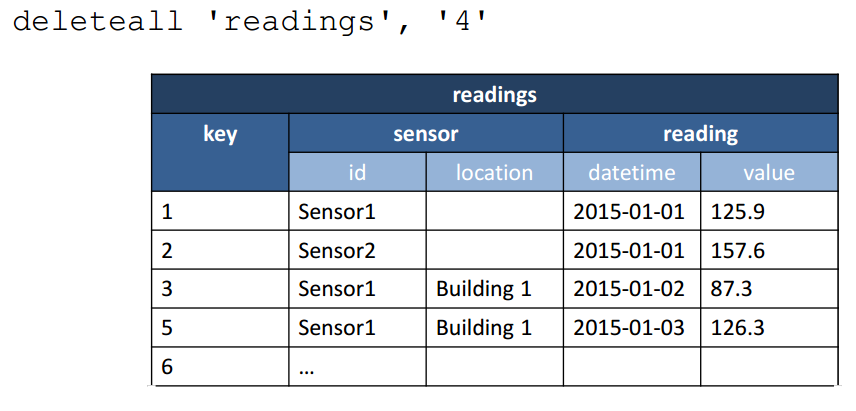 deleteall 'readings', '4'
readings
key sensor reading
id location datetime value
1 Sensor1 2015-01-01 125.9
2 Sensor2 2015-01-01 157.6
3 Sensor1 Building 1 2015-01-02 87.3
5 Sensor1 Building 1 2015-01-03 126.3
6 ...